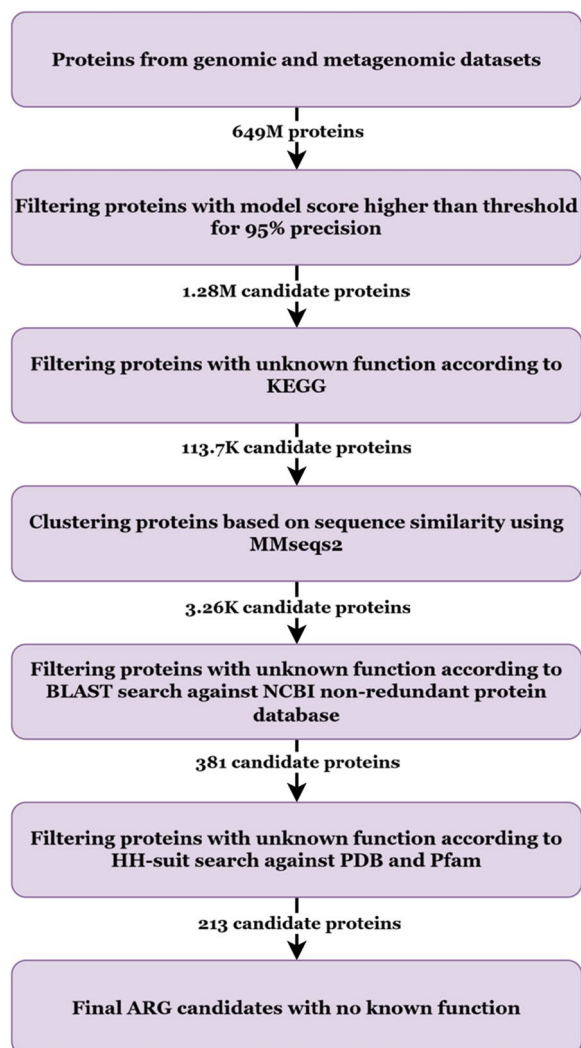 Proteins from genomic and metagenomic datasets
649M proteins
Filtering proteins with model score higher than threshold
for 95% precision
1.28M candidate proteins
Filtering proteins with unknown function according to
KEGG
113.7K candidate proteins
Clustering proteins based on sequence similarity using
MMseqs2
3.26K candidate proteins
Filtering proteins with unknown function according to
BLAST search against NCBI non-redundant protein
database
381 candidate proteins
Filtering proteins with unknown function according to
HH-suit search against PDB and Pfam
213 candidate proteins
Final ARG candidates with no known function